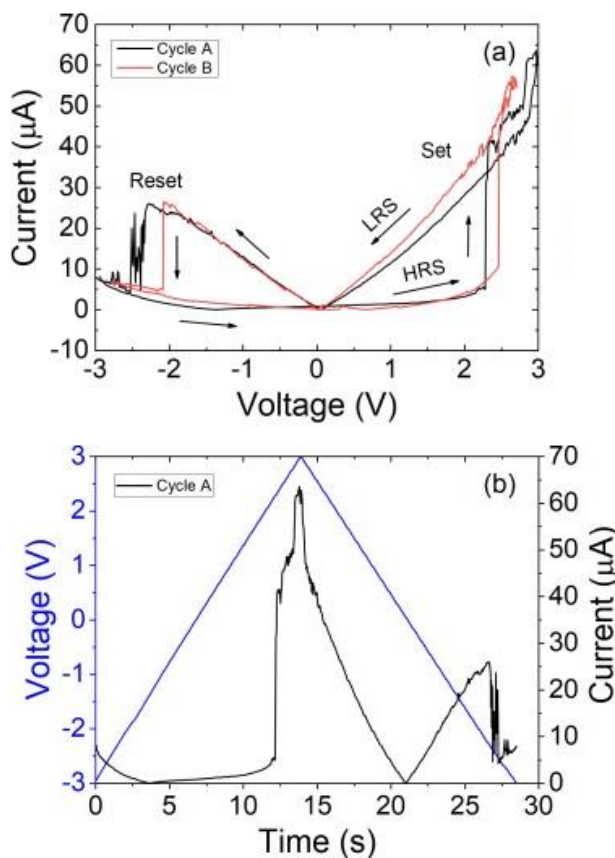 Cycle A
Cycle B
(a)
Current (μA)
70
60
50
40
30
20
10
0
-10
Reset
Set
LRS
HRS
-3 -2 -1 0 1 2 3
Voltage (V)
Cycle A
(b)
Voltage (V)
3
2
1
0
-1
-2
-3
70
60
50
40
36
20
10
0
Current (μA)
0 5 10 15 20 25 30
Time (s)